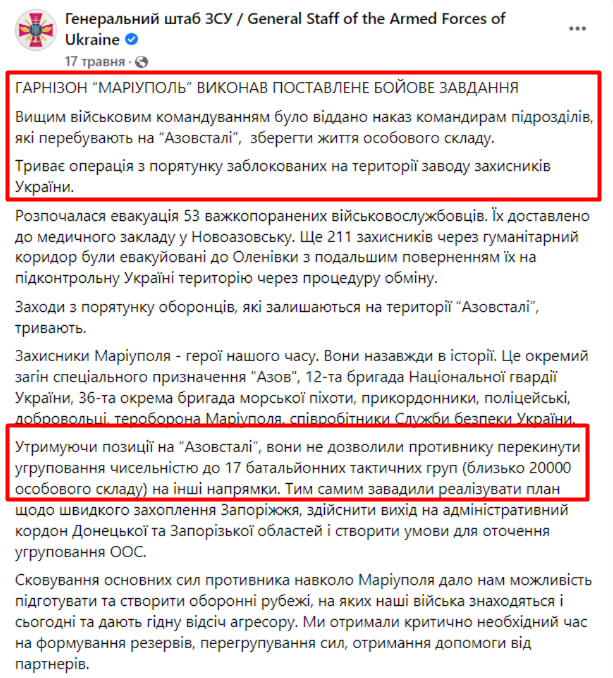 Генеральний штаб ЗСУ / General Staff of the Armed Forces of
Ukraine
17 травня ·
ГАРНІЗОН “МАРІУПОЛЬ” ВИКОНАВ ПОСТАВЛЕНЕ БОЙОВЕ ЗАВДАННЯ
Вищим військовим командуванням було віддано наказ командирам підрозділів,
які перебувають на “Азовсталі”, зберегти життя особового складу.
Триває операція з порятунку заблокованих на території заводу захисників
України.
Розпочалася евакуація 53 важкопоранених військовослужбовців. Їх доставлено
до медичного закладу у Новоазовську. Ще 211 захисників через гуманітарний
коридор були евакуйовані до Оленівки з подальшим поверненням їх на
підконтрольну Україні територію через процедуру обміну.
Заходи з порятунку оборонців, які залишаються на території “Азовсталі”,
тривають.
Захисники Маріуполя - герої нашого часу. Вони назавжди в історії. Це окремий
загін спеціального призначення "Азов", 12-та бригада Національної гвардії
України, 36-та окрема бригада морської піхоти, прикордонники, поліцейські,
добровольці, тероборона Маріуполя, співробітники Служби безпеки України.
Утримуючи позиції на “Азовсталі”, вони не дозволили противнику перекинути
угруповання чисельністю до 17 батальйонних тактичних груп (близько 20000
особового складу) на інші напрямки. Тим самим завадили реалізувати план
щодо швидкого захоплення Запоріжжя, здійснити вихід на адміністративний
кордон Донецької та Запорізької областей і створити умови для оточення
угруповання ООС.
Сковування основних сил противника навколо Маріуполя дало нам можливість
підготувати та створити оборонні рубежі, на яких наші війська знаходяться і
сьогодні та дають гідну відсіч агресору. Ми отримали критично необхідний час
на формування резервів, перегрупування сил, отримання допомоги від
партнерів.